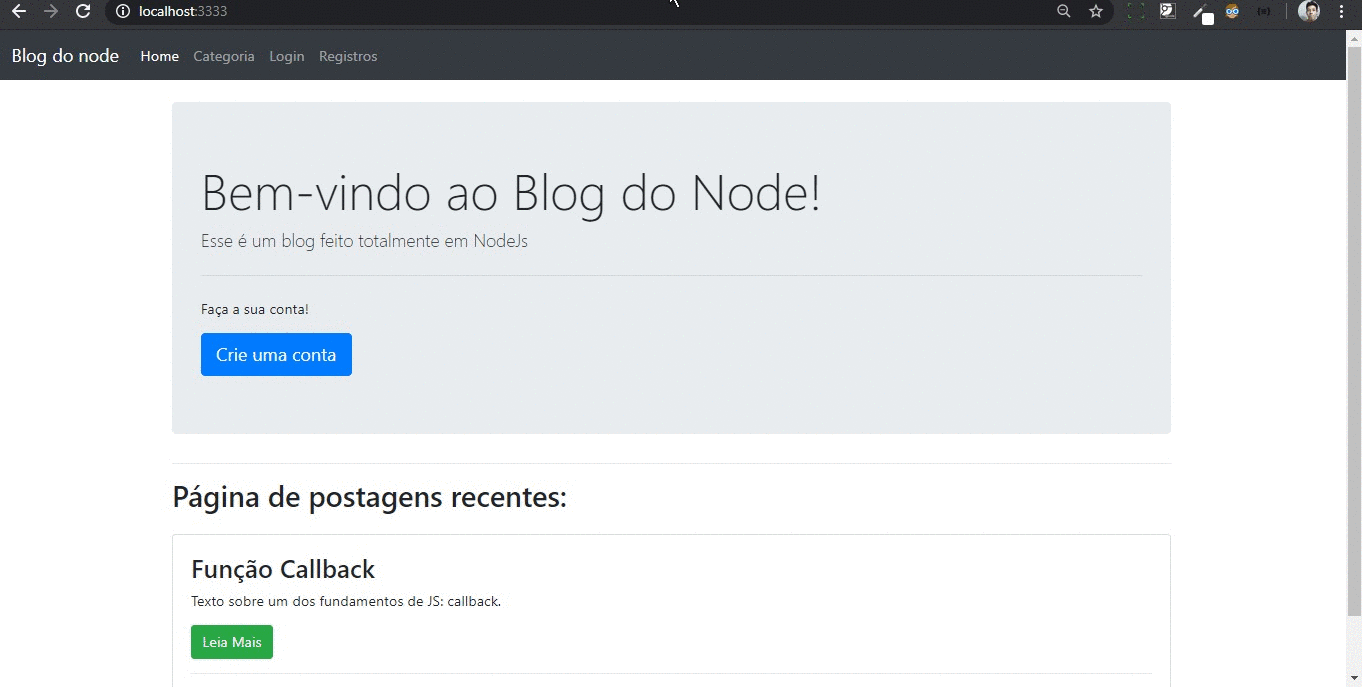 localhost:3333
Blog do node Home Categoria Login Registros
Bem-vindo ao Blog do Node!
Esse é um blog feito totalmente em NodeJs
Faça a sua conta!
Crie uma conta
Página de postagens recentes:
Função Callback
Texto sobre um dos fundamentos de JS: callback.
Leia Mais